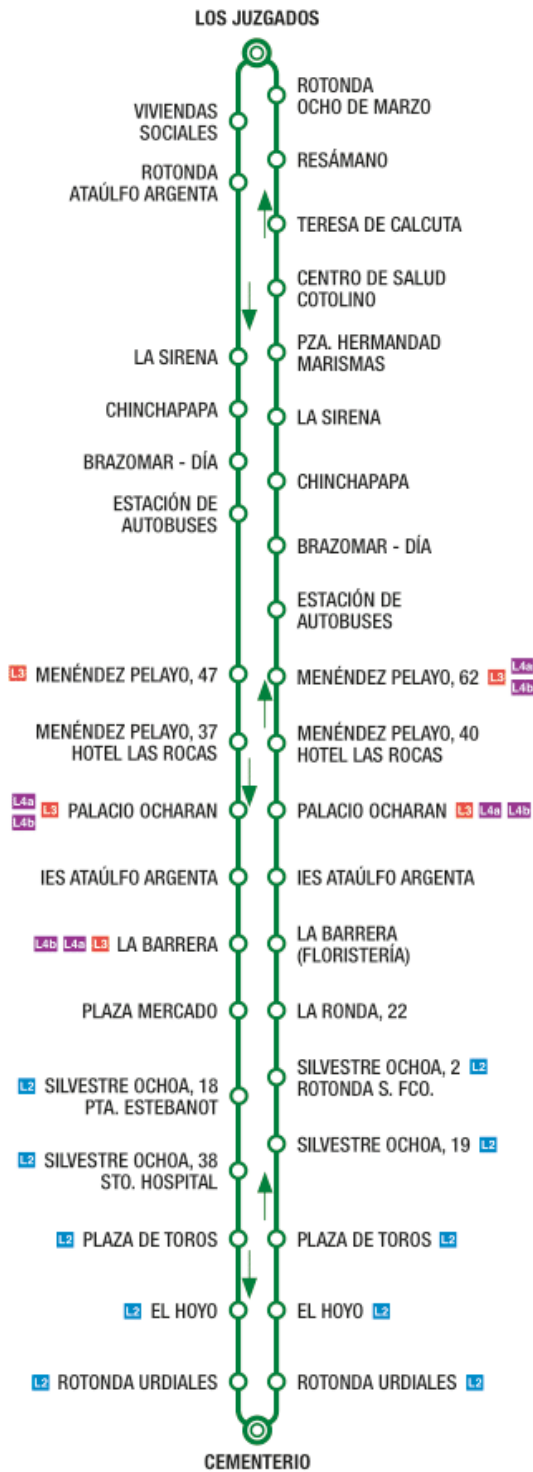 LOS JUZGADOS
ROTONDA
OCHO DE MARZO
VIVIENDAS
SOCIALES
RESÁMANO
ROTONDA
ATAÚLFO ARGENTA
TERESA DE CALCUTA
CENTRO DE SALUD
COTOLINO
PZA. HERMANDAD
MARISMAS
LA SIRENA
CHINCHAPAPA
LA SIRENA
BRAZOMAR - DÍA
CHINCHAPAPA
ESTACIÓN DE
AUTOBUSES
BRAZOMAR - DÍA
ESTACIÓN DE
AUTOBUSES
L3 MENÉNDEZ PELAYO, 47
MENÉNDEZ PELAYO, 62 L3 L4a
L4b
MENÉNDEZ PELAYO, 37
HOTEL LAS ROCAS
MENÉNDEZ PELAYO, 40
HOTEL LAS ROCAS
L4a
L4b L3 PALACIO OCHARAN
PALACIO OCHARAN L3 L4a L4b
IES ATAÚLFO ARGENTA
IES ATAÚLFO ARGENTA
L4b L4a L3 LA BARRERA
LA BARRERA
(FLORISTERÍA)
PLAZA MERCADO
LA RONDA, 22
L2 SILVESTRE OCHOA, 18
PTA. ESTEBANOT
SILVESTRE OCHOA, 2 L2
ROTONDA S. FCO.
L2 SILVESTRE OCHOA, 38
STO. HOSPITAL
SILVESTRE OCHOA, 19 L2
L2 PLAZA DE TOROS
PLAZA DE TOROS L2
L2 EL HOYO
EL HOYO L2
L2 ROTONDA URDIALES
ROTONDA URDIALES L2
CEMENTERIO